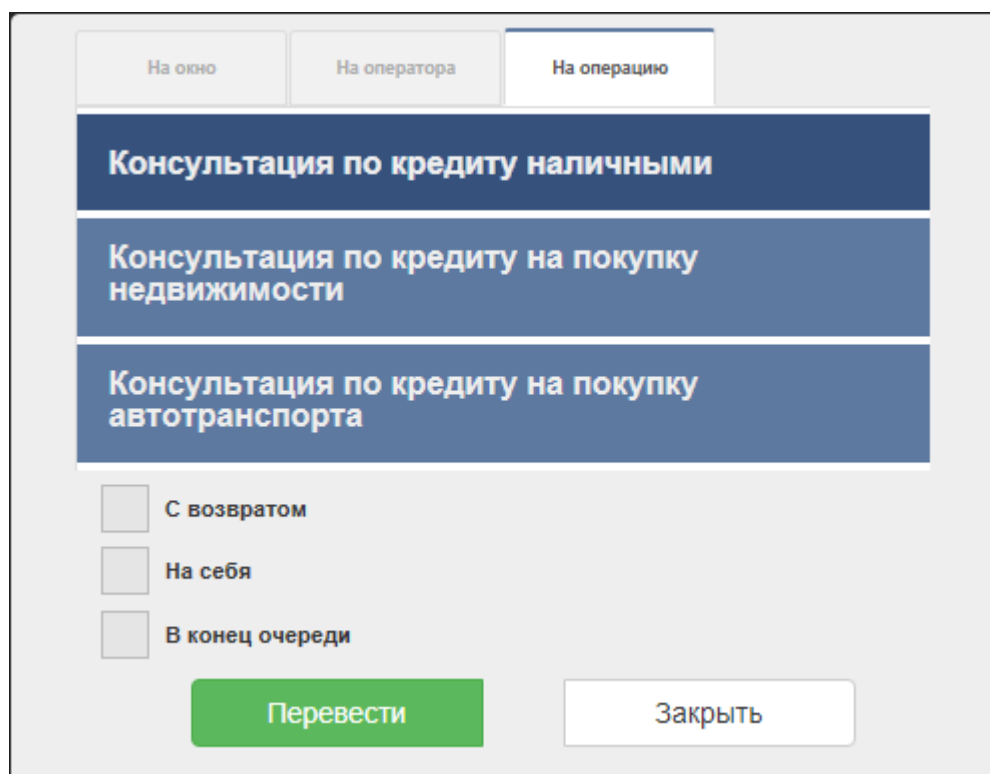 На окно На оператора На операцию
Консультация по кредиту наличными
Консультация по кредиту на покупку
недвижимости
Консультация по кредиту на покупку
автотранспорта
С возвратом
На себя
В конец очереди
Перевести Закрыть